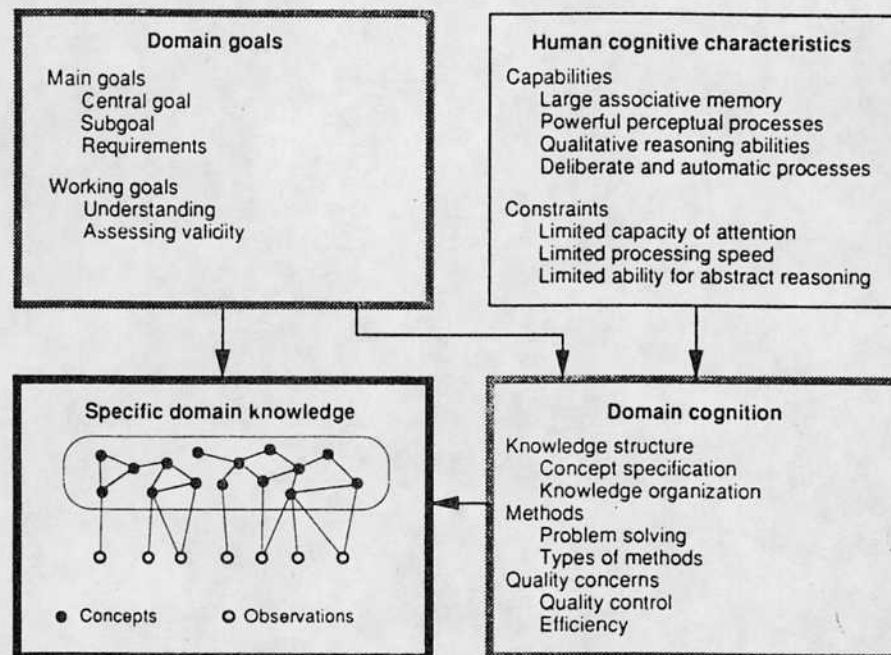 Domain goals
Main goals
Central goal
Subgoal
Requirements
Working goals
Understanding
Assessing validity
Human cognitive characteristics
Capabilities
Large associative memory
Powerful perceptual processes
Qualitative reasoning abilities
Deliberate and automatic processes
Constraints
Limited capacity of attention
Limited processing speed
Limited ability for abstract reasoning
Specific domain knowledge
Concepts
Observations
Domain cognition
Knowledge structure
Concept specification
Knowledge organization
Methods
Problem solving
Types of methods
Quality concerns
Quality control
Efficiency